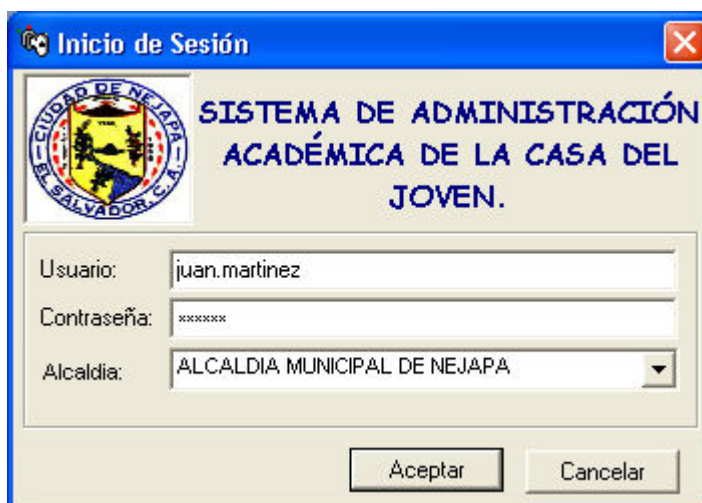 Inicio de Sesión
CIUDAD DE NEJAPA
EL SALVADOR, C. A.
SISTEMA DE ADMINISTRACIÓN
ACADÉMICA DE LA CASA DEL
JOVEN.
Usuario: juan.martinez
Contraseña: ××××××
Alcaldia: ALCALDIA MUNICIPAL DE NEJAPA
Aceptar Cancelar